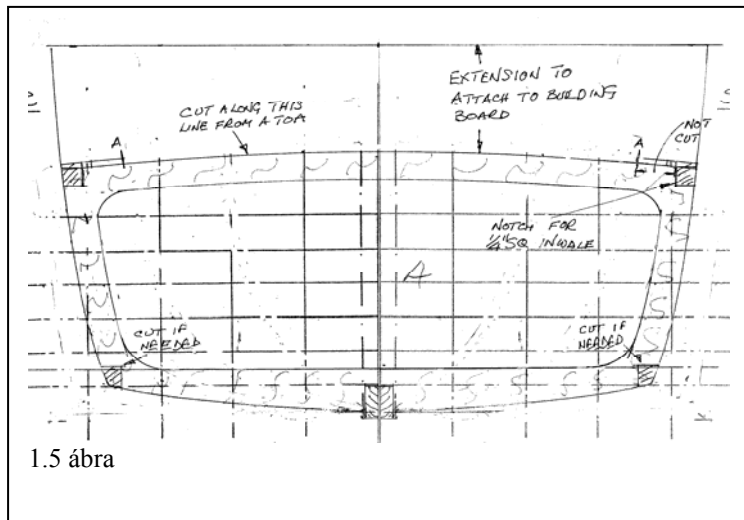 EXTENSION TO
ATTACH TO BUILDING
BOARD
CUT ALONG THIS
LINE FROM A TO A
A
A
NOT
CUT
NOTCH FOR
1/4" SQ INWALE
A
CUT IF
NEEDED
CUT IF
NEEDED
1.5 ábra